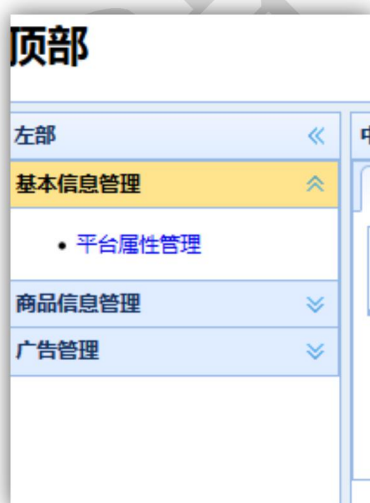 顶部
左部
基本信息管理
平台属性管理
商品信息管理
广告管理